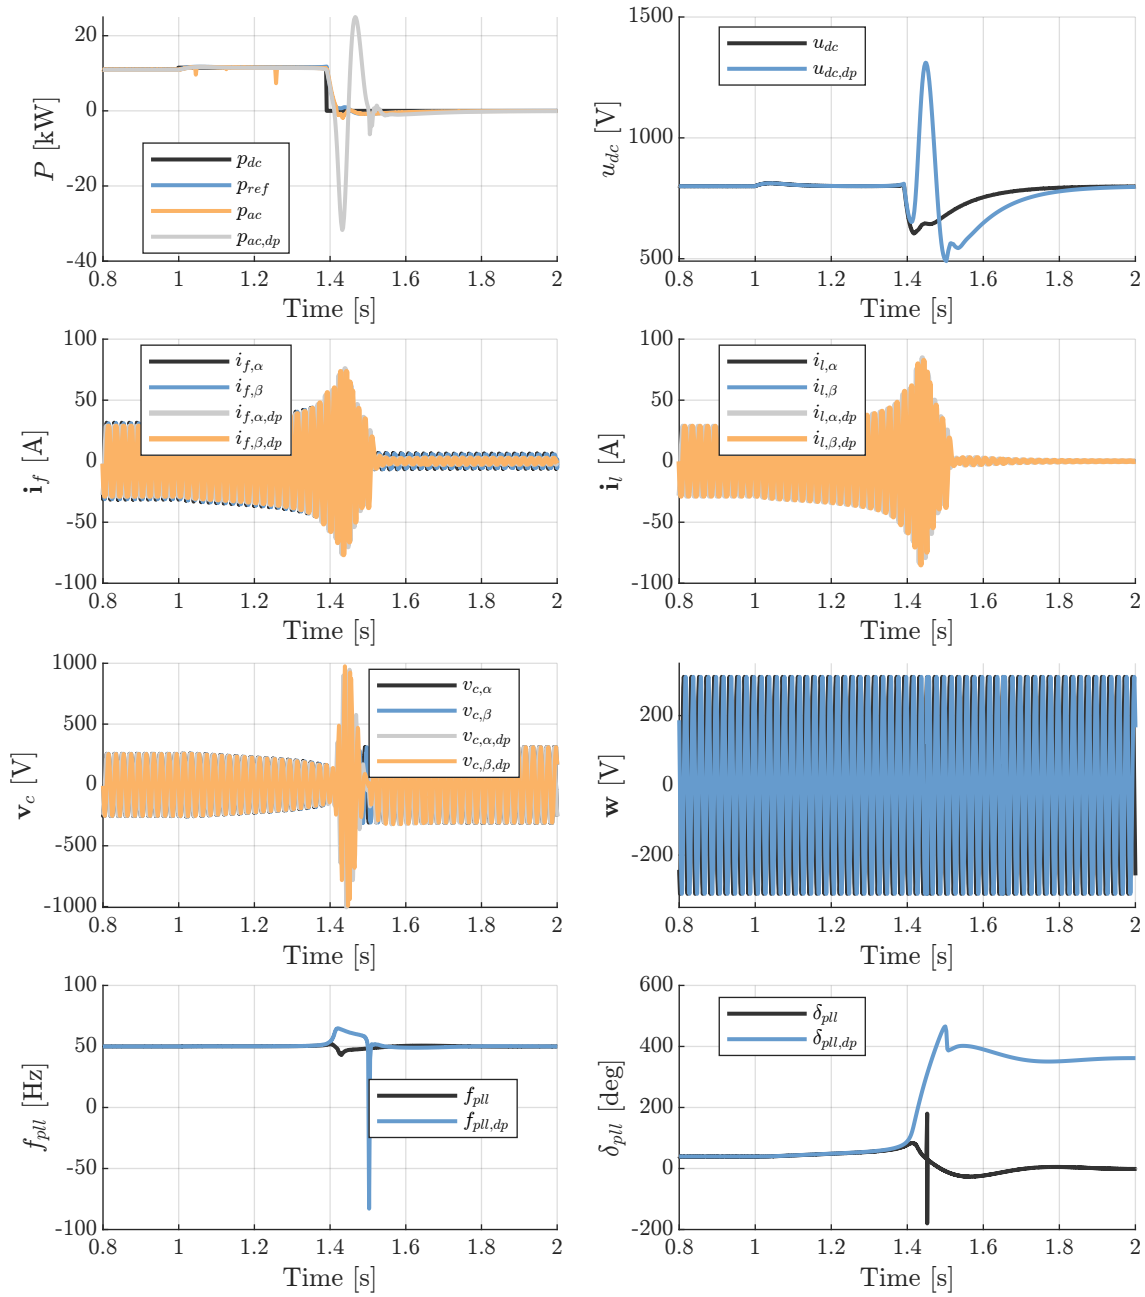 20
0
-20
-40
P [kW]
p_dc
p_ref
p_ac
p_ac,dp
0.8 1 1.2 1.4 1.6 1.8 2
Time [s]
1500
1000
500
u_dc [V]
u_dc
u_dc,dp
0.8 1 1.2 1.4 1.6 1.8 2
Time [s]
100
50
0
-50
-100
i_f [A]
i_f,α
i_f,β
i_f,α,dp
i_f,β,dp
0.8 1 1.2 1.4 1.6 1.8 2
Time [s]
100
50
0
-50
-100
i_l [A]
i_l,α
i_l,β
i_l,α,dp
i_l,β,dp
0.8 1 1.2 1.4 1.6 1.8 2
Time [s]
1000
500
0
-500
-1000
v_c [V]
v_c,α
v_c,β
v_c,α,dp
v_c,β,dp
0.8 1 1.2 1.4 1.6 1.8 2
Time [s]
200
0
-200
w [V]
0.8 1 1.2 1.4 1.6 1.8 2
Time [s]
100
50
0
-50
-100
f_pll [Hz]
f_pll
f_pll,dp
0.8 1 1.2 1.4 1.6 1.8 2
Time [s]
600
400
200
0
-200
δ_pll [deg]
δ_pll
δ_pll,dp
0.8 1 1.2 1.4 1.6 1.8 2
Time [s]